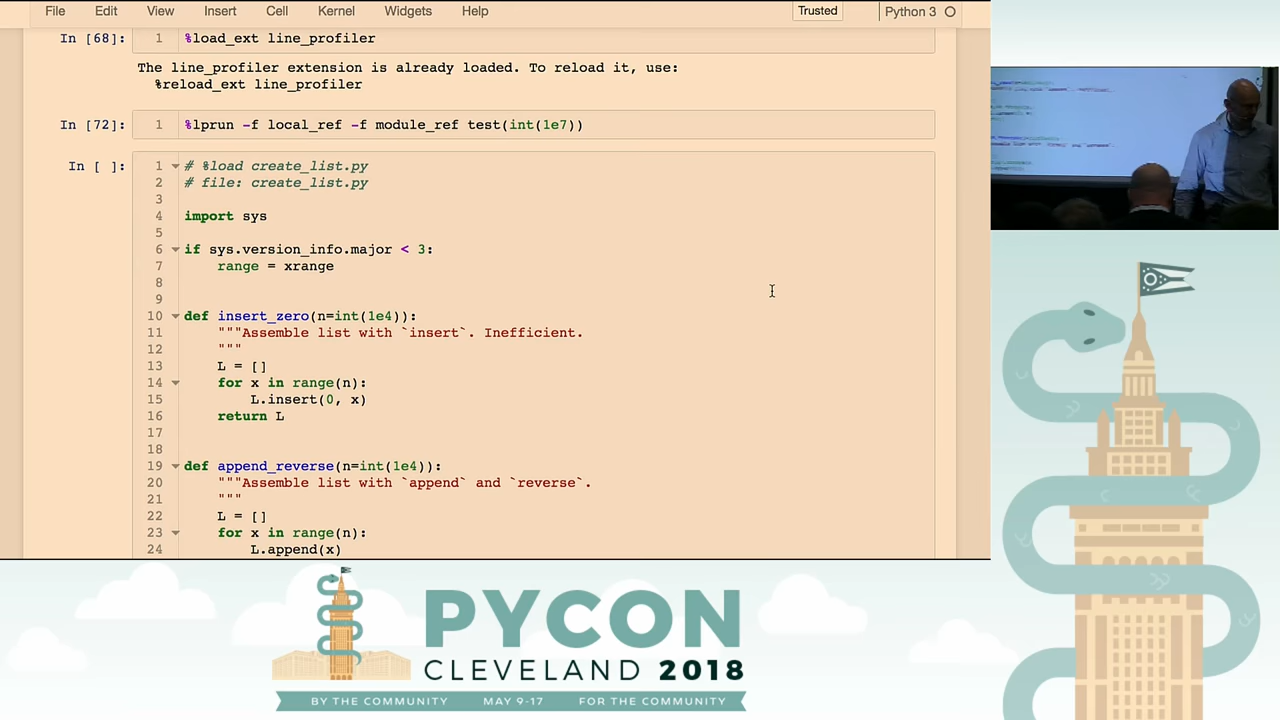 File Edit View Insert Cell Kernel Widgets Help Trusted Python 3
In [68]: 1 %load_ext line_profiler
The line_profiler extension is already loaded. To reload it, use:
%reload_ext line_profiler
In [72]: 1 %lprun -f local_ref -f module_ref test(int(1e7))
In [ ]: 1 # %load create_list.py
2 # file: create_list.py
3
4 import sys
5
6 if sys.version_info.major < 3:
7 range = xrange
8
9
10 def insert_zero(n=int(1e4)):
11 """Assemble list with `insert`. Inefficient.
12 """
13 L = []
14 for x in range(n):
15 L.insert(0, x)
16 return L
17
18
19 def append_reverse(n=int(1e4)):
20 """Assemble list with `append` and `reverse`.
21 """
22 L = []
23 for x in range(n):
24 L.append(x)
PYCON
CLEVELAND 2018
BY THE COMMUNITY MAY 9-17 FOR THE COMMUNITY